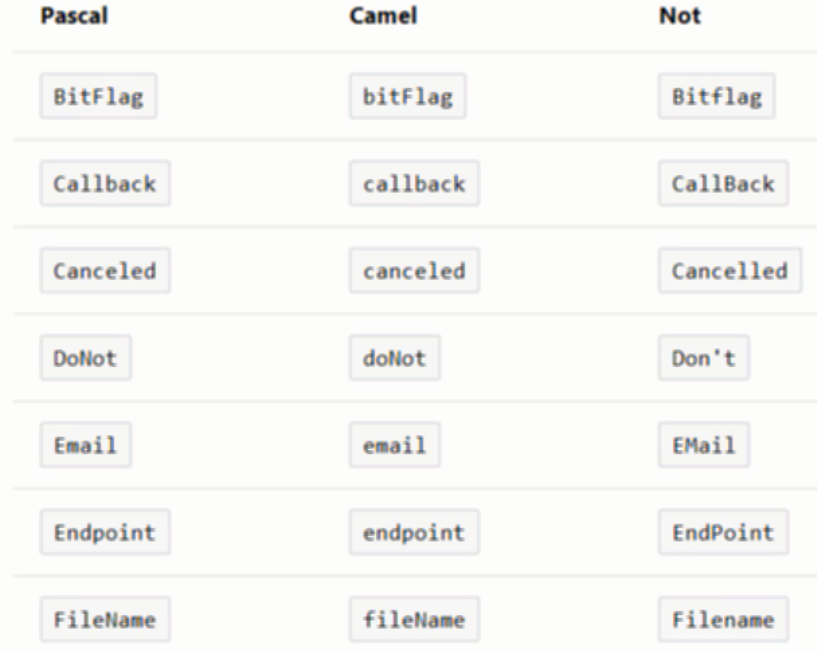 Pascal Camel Not
BitFlag bitFlag Bitflag
Callback callback CallBack
Canceled canceled Cancelled
DoNot doNot Don't
Email email EMail
Endpoint endpoint EndPoint
FileName fileName Filename